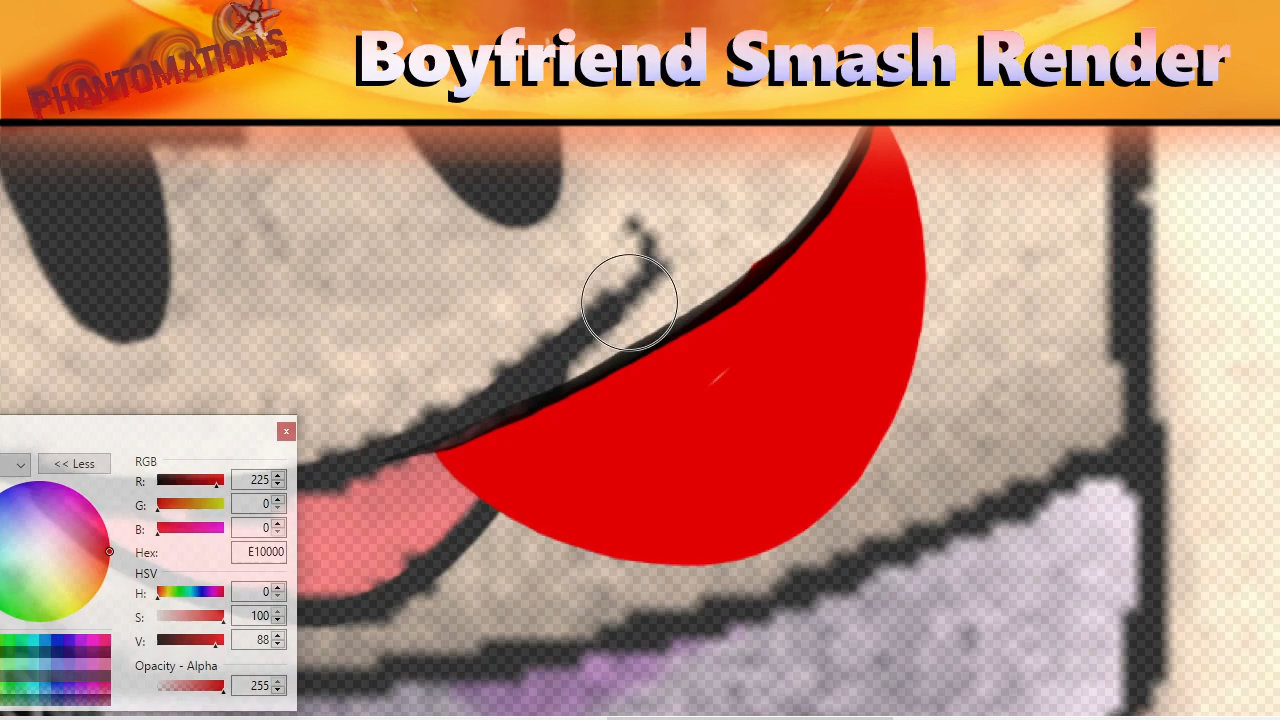 PHANTOMATIONS
Boyfriend Smash Render
<< Less
RGB
R: 225
G: 0
B: 0
Hex: E10000
HSV
H: 0
S: 100
V: 88
Opacity - Alpha
255
x